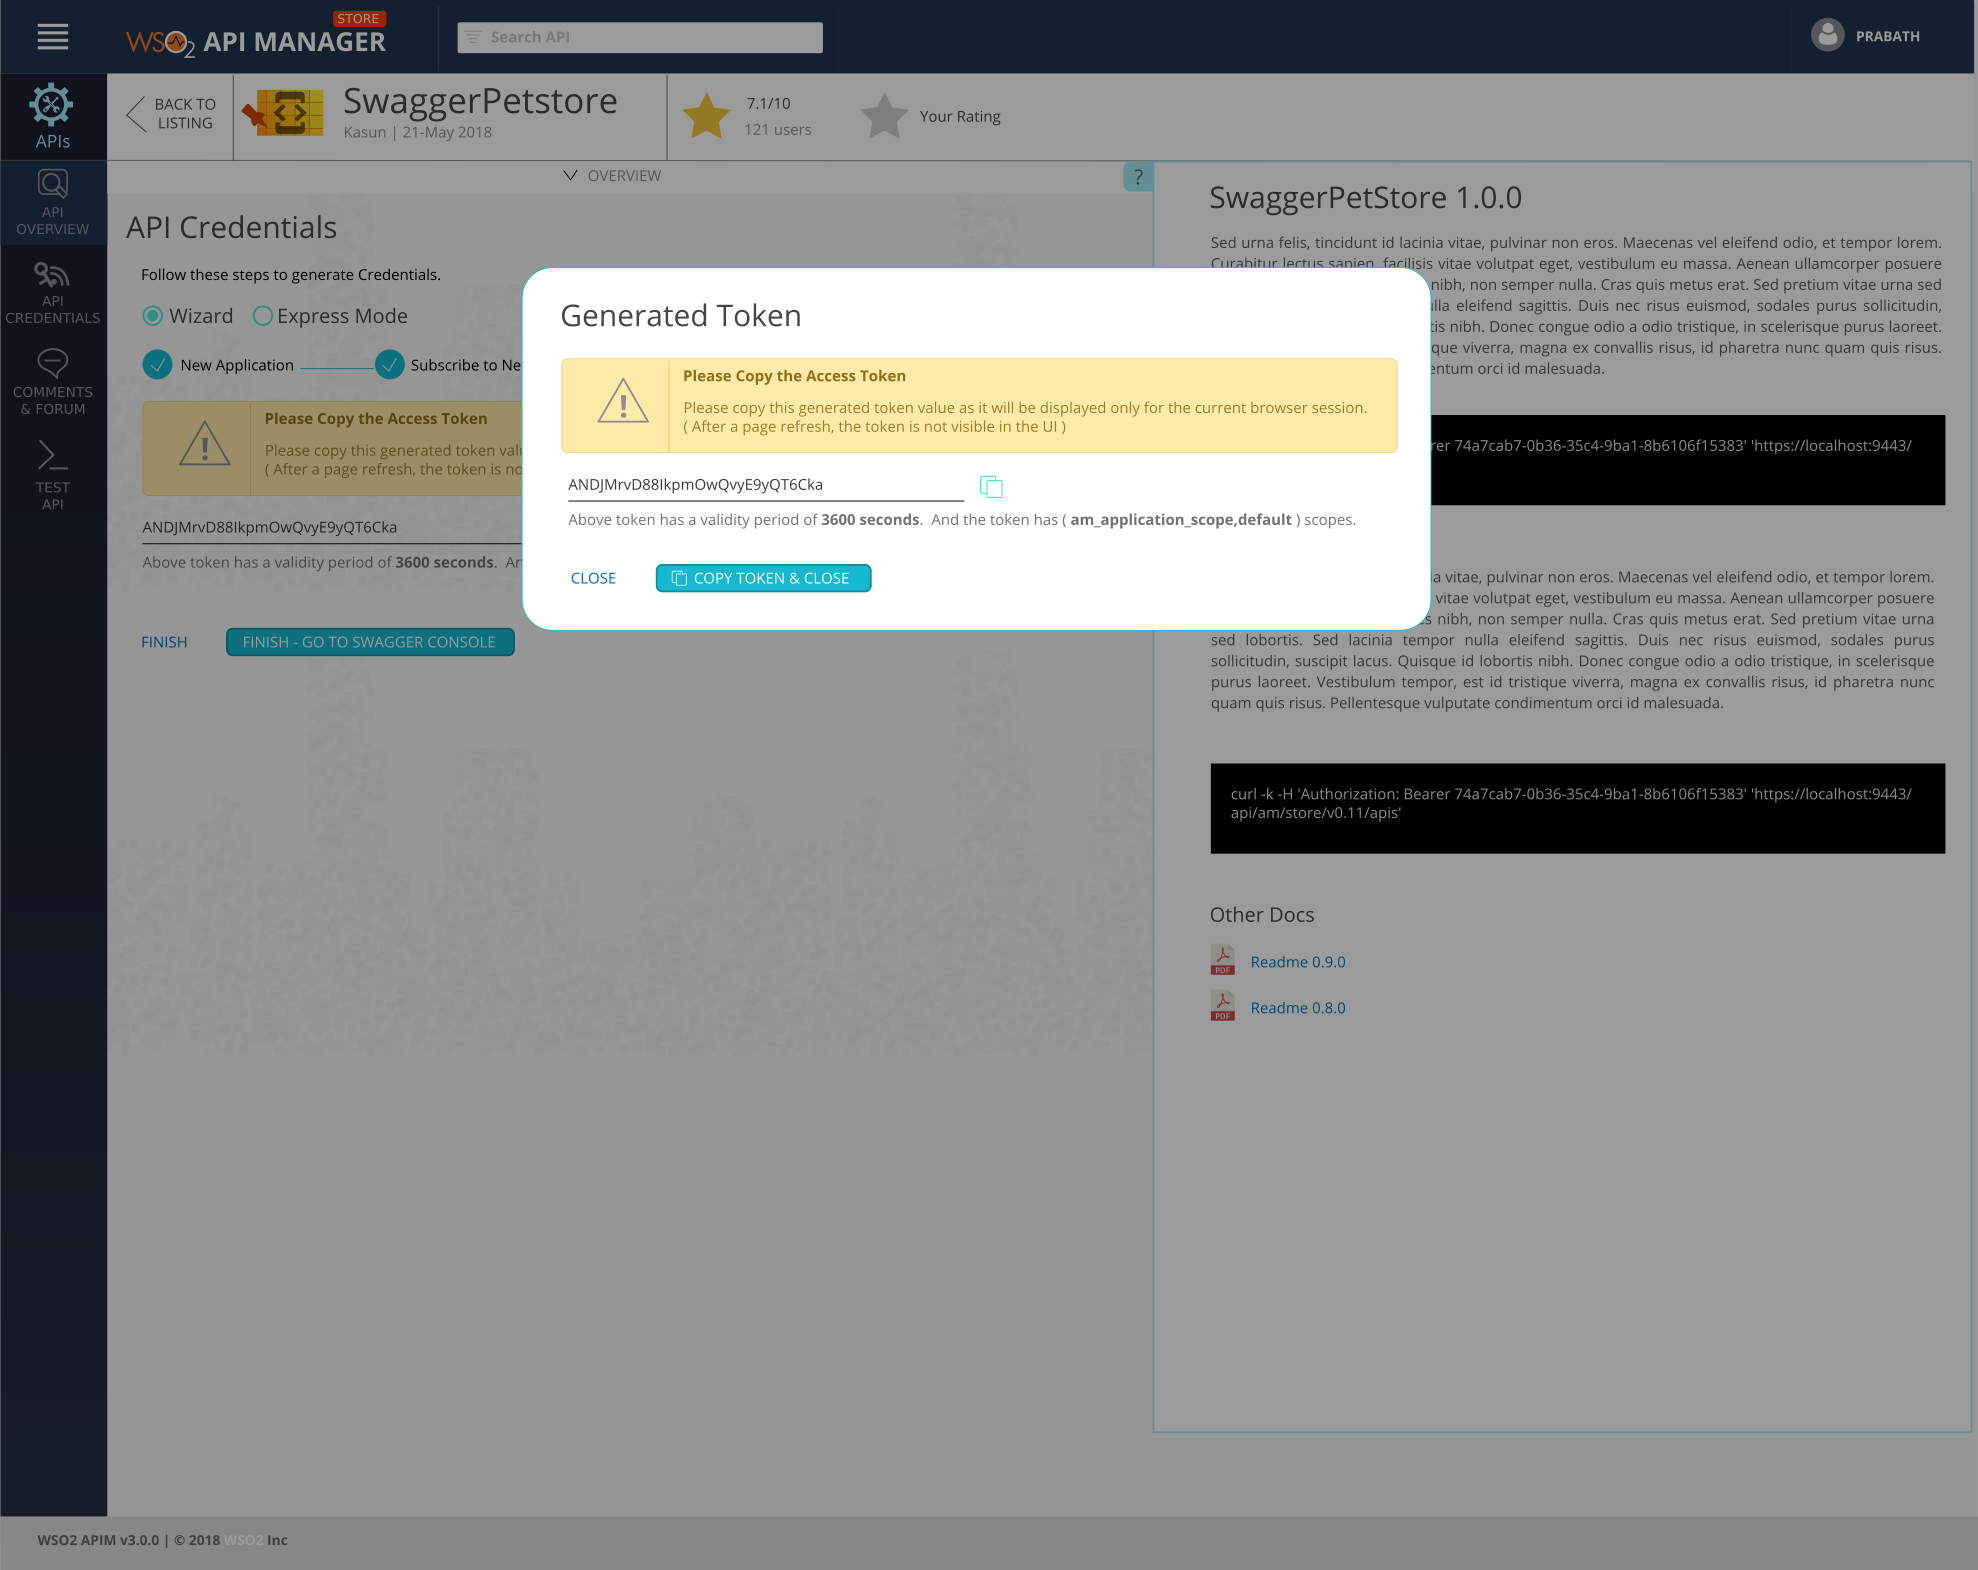 STORE
WSO2 API MANAGER
Search API
PRABATH
APIs
BACK TO
LISTING
SwaggerPetstore
Kasun | 21-May 2018
7.1/10
121 users
Your Rating
API
OVERVIEW
API
CREDENTIALS
COMMENTS
& FORUM
TEST
API
OVERVIEW
?
API Credentials
Follow these steps to generate Credentials.
Wizard
Express Mode
New Application
Subscribe to Ne
Please Copy the Access Token
Please copy this generated token valu
( After a page refresh, the token is no
ANDJMrvD88IkpmOwQvyE9yQT6Cka
Above token has a validity period of 3600 seconds. An
FINISH
FINISH - GO TO SWAGGER CONSOLE
Generated Token
Please Copy the Access Token
Please copy this generated token value as it will be displayed only for the current browser session.
( After a page refresh, the token is not visible in the UI )
ANDJMrvD88IkpmOwQvyE9yQT6Cka
Above token has a validity period of 3600 seconds. And the token has ( am_application_scope,default ) scopes.
CLOSE
COPY TOKEN & CLOSE
SwaggerPetStore 1.0.0
Sed urna felis, tincidunt id lacinia vitae, pulvinar non eros. Maecenas vel eleifend odio, et tempor lorem.
Curabitur lectus sapien, facilisis vitae volutpat eget, vestibulum eu massa. Aenean ullamcorper posuere
nibh, non semper nulla. Cras quis metus erat. Sed pretium vitae urna sed
lla eleifend sagittis. Duis nec risus euismod, sodales purus sollicitudin,
tis nibh. Donec congue odio a odio tristique, in scelerisque purus laoreet.
que viverra, magna ex convallis risus, id pharetra nunc quam quis risus.
entum orci id malesuada.
rer 74a7cab7-0b36-35c4-9ba1-8b6106f15383' 'https://localhost:9443/
ia vitae, pulvinar non eros. Maecenas vel eleifend odio, et tempor lorem.
vitae volutpat eget, vestibulum eu massa. Aenean ullamcorper posuere
s nibh, non semper nulla. Cras quis metus erat. Sed pretium vitae urna
sed lobortis. Sed lacinia tempor nulla eleifend sagittis. Duis nec risus euismod, sodales purus
sollicitudin, suscipit lacus. Quisque id lobortis nibh. Donec congue odio a odio tristique, in scelerisque
purus laoreet. Vestibulum tempor, est id tristique viverra, magna ex convallis risus, id pharetra nunc
quam quis risus. Pellentesque vulputate condimentum orci id malesuada.
curl -k -H 'Authorization: Bearer 74a7cab7-0b36-35c4-9ba1-8b6106f15383' 'https://localhost:9443/
api/am/store/v0.11/apis'
Other Docs
PDF
Readme 0.9.0
PDF
Readme 0.8.0
WSO2 APIM v3.0.0 | © 2018 WSO2 Inc